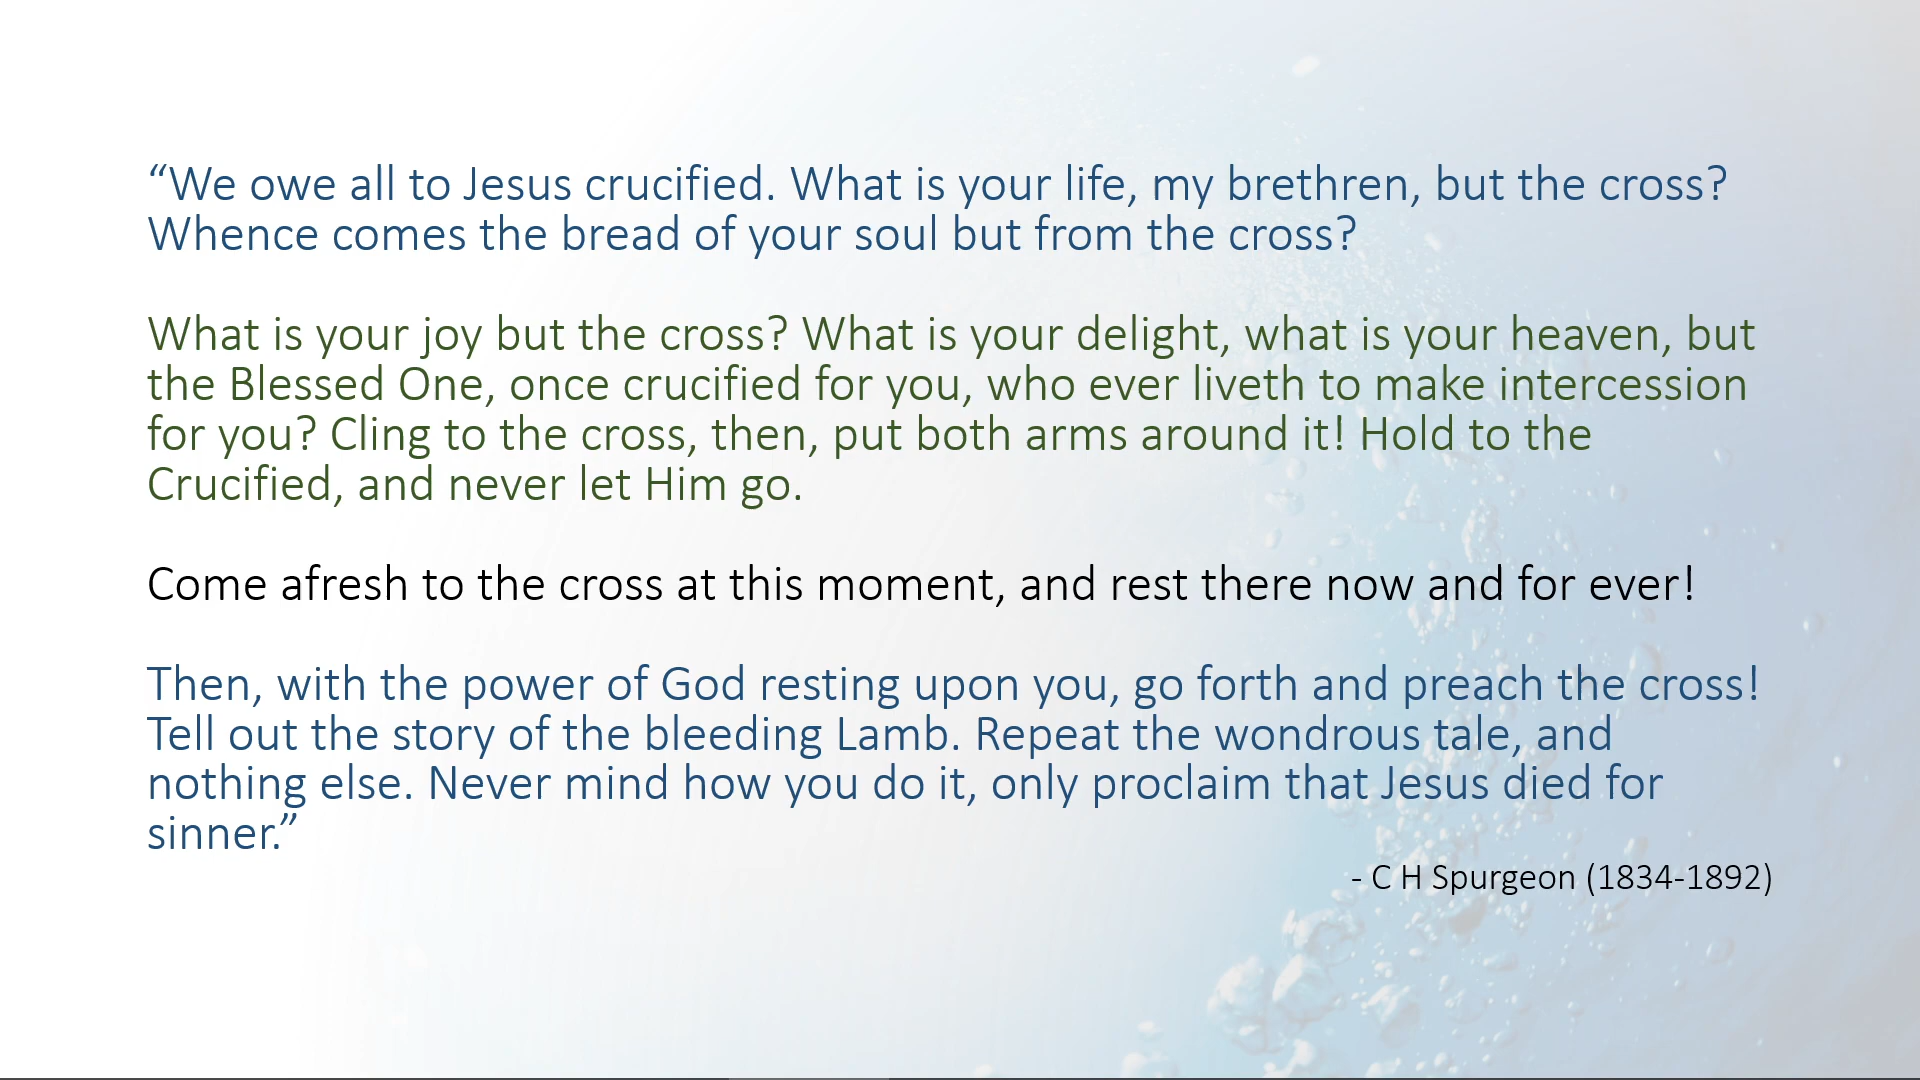 “We owe all to Jesus crucified. What is your life, my brethren, but the cross?
Whence comes the bread of your soul but from the cross?
What is your joy but the cross? What is your delight, what is your heaven, but
the Blessed One, once crucified for you, who ever liveth to make intercession
for you? Cling to the cross, then, put both arms around it! Hold to the
Crucified, and never let Him go.
Come afresh to the cross at this moment, and rest there now and for ever!
Then, with the power of God resting upon you, go forth and preach the cross!
Tell out the story of the bleeding Lamb. Repeat the wondrous tale, and
nothing else. Never mind how you do it, only proclaim that Jesus died for
sinner.”
- C H Spurgeon (1834-1892)